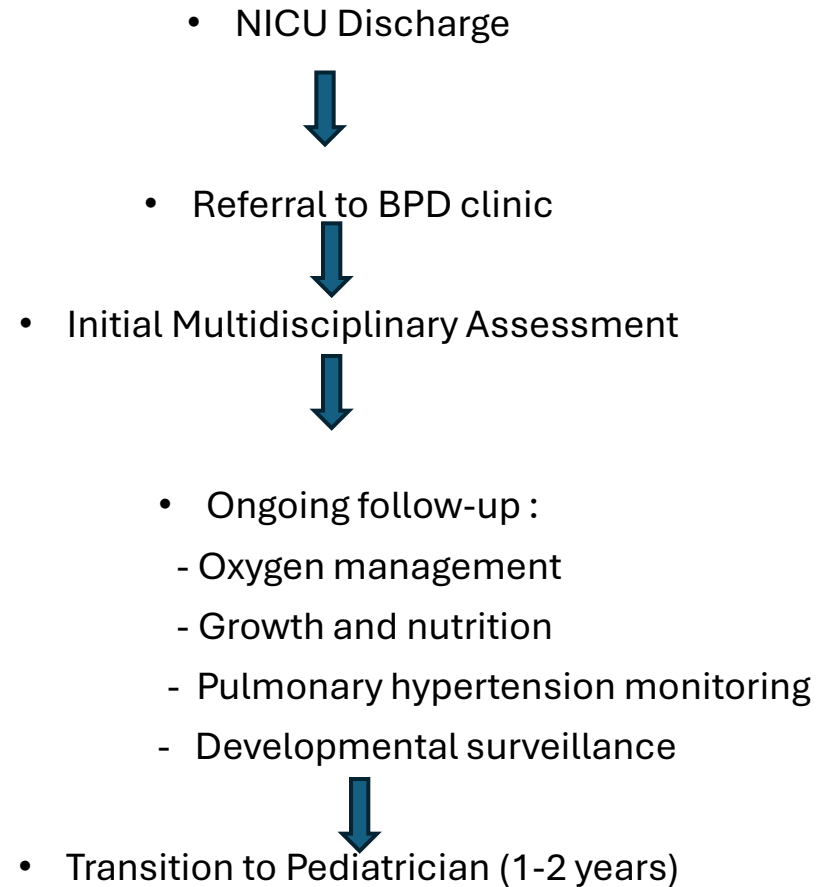 • NICU Discharge
• Referral to BPD clinic
• Initial Multidisciplinary Assessment
• Ongoing follow-up :
- Oxygen management
- Growth and nutrition
- Pulmonary hypertension monitoring
- Developmental surveillance
• Transition to Pediatrician (1-2 years)